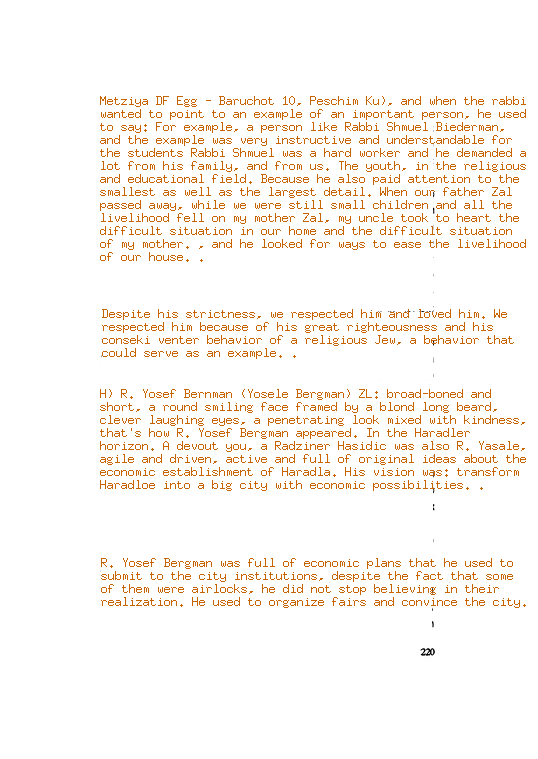 Metziya DF Egg - Baruchot 10, Peschim Ku), and when the rabbi
wanted to point to an example of an important person, he used
to say: For example, a person like Rabbi Shmuel Biederman,
and the example was very instructive and understandable for
the students Rabbi Shmuel was a hard worker and he demanded a
lot from his family, and from us. The youth, in the religious
and educational field. Because he also paid attention to the
smallest as well as the largest detail. When our father Zal
passed away, while we were still small children and all the
livelihood fell on my mother Zal, my uncle took to heart the
difficult situation in our home and the difficult situation
of my mother. , and he looked for ways to ease the livelihood
of our house. .
Despite his strictness, we respected him and loved him. We
respected him because of his great righteousness and his
conseki venter behavior of a religious Jew, a behavior that
could serve as an example. .
H) R. Yosef Bernman (Yosele Bergman) ZL: broad-boned and
short, a round smiling face framed by a blond long beard,
clever laughing eyes, a penetrating look mixed with kindness,
that's how R. Yosef Bergman appeared. In the Haradler
horizon. A devout you, a Radziner Hasidic was also R. Yasale,
agile and driven, active and full of original ideas about the
economic establishment of Haradla. His vision was: transform
Haradloe into a big city with economic possibilities. .
R. Yosef Bergman was full of economic plans that he used to
submit to the city institutions, despite the fact that some
of them were airlocks, he did not stop believing in their
realization. He used to organize fairs and convince the city.
220